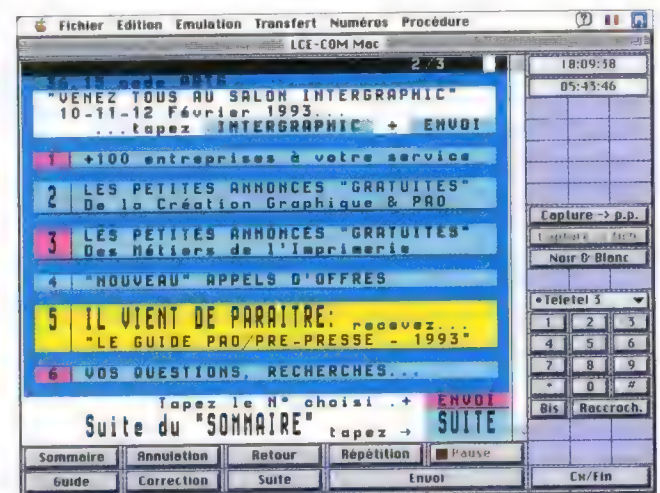 Fichier Edition Emulation Transfert Numéros Procédure
LCE-COM Mac
18:09:38
05:43:46
2/3
36.15 code ARTS
"VENEZ TOUS AU SALON INTERGRAPHIC"
10-11-12 Février 1993...
...tapez INTERGRAPHIC + ENVOI
1 +100 entreprises à votre service
2 LES PETITES ANNONCES "GRATUITES"
De la Création Graphique & PAO
3 LES PETITES ANNONCES "GRATUITES"
Des Métiers de l'Imprimerie
4 "NOUVEAU" APPELS D'OFFRES
5 IL VIENT DE PARAITRE: recevez...
"LE GUIDE PAO/PRE-PRESSE - 1993"
6 VOS QUESTIONS, RECHERCHES...
Tapez le N° choisi .+ ENVOI
Suite du "SOMMAIRE" tapez → SUITE
Capture -> p.p.
Noir & Blanc
•Teletel 3
1 2 3
4 5 6
7 8 9
* 0 #
Bis Raccroch.
Sommaire Annulation Retour Répétition Pause
Guide Correction Suite Envoi Cx/Fin